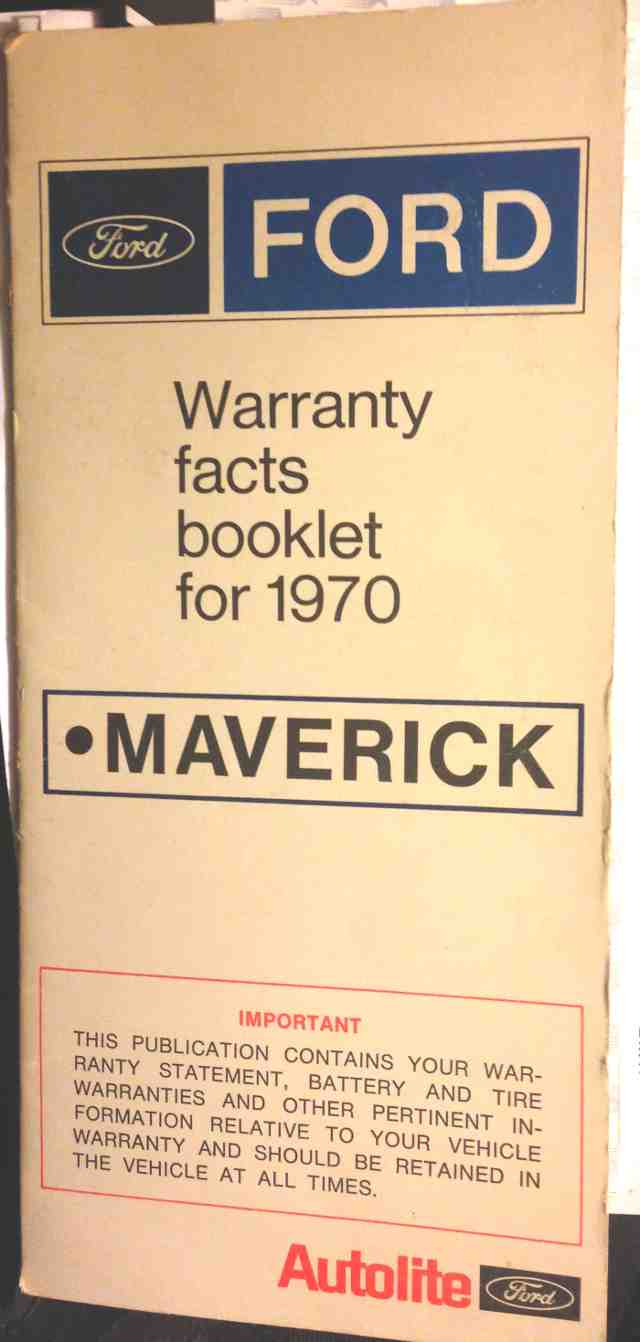 Ford FORD
Warranty
facts
booklet
for 1970
•MAVERICK
IMPORTANT
THIS PUBLICATION CONTAINS YOUR WAR-
RANTY STATEMENT, BATTERY AND TIRE
WARRANTIES AND OTHER PERTINENT IN-
FORMATION RELATIVE TO YOUR VEHICLE
WARRANTY AND SHOULD BE RETAINED IN
THE VEHICLE AT ALL TIMES.
Autolite Ford